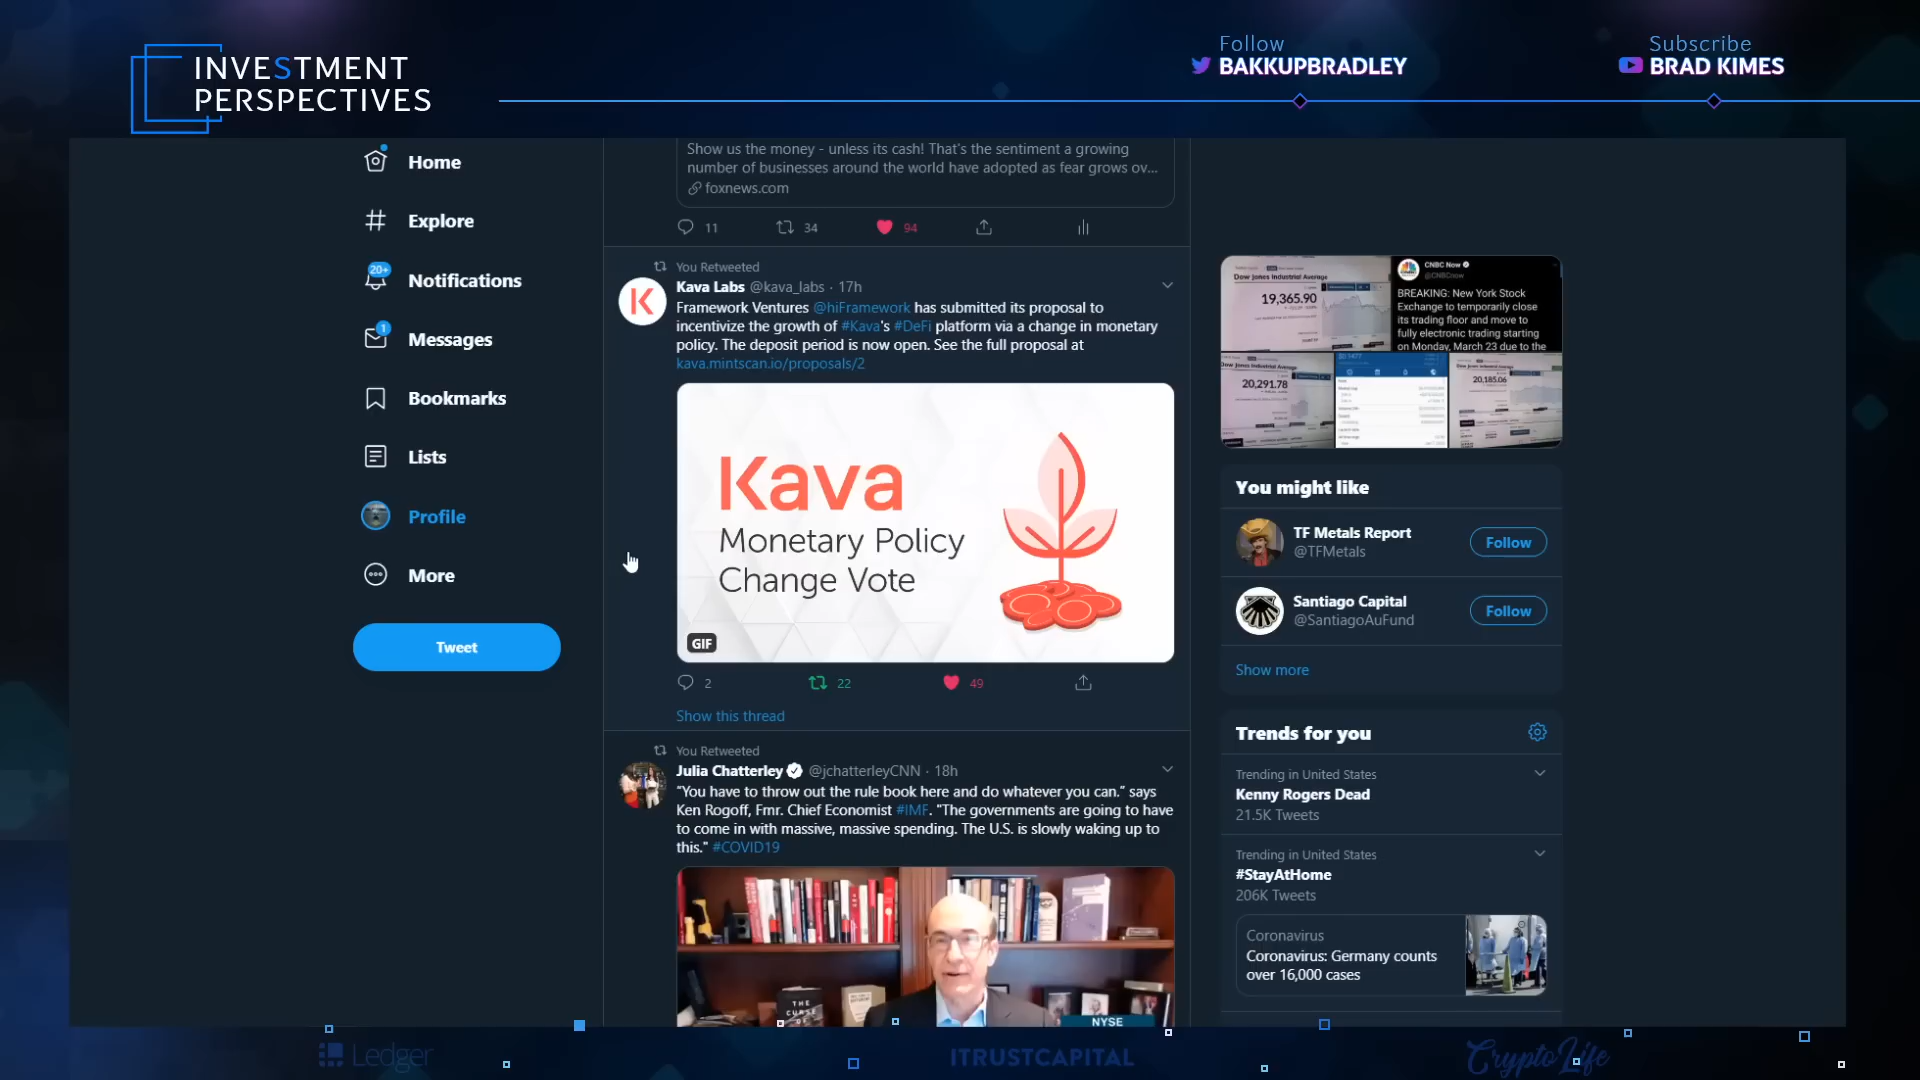 INVESTMENT
PERSPECTIVES
Follow
BAKKUPBRADLEY
Subscribe
BRAD KIMES
Home
Explore
20+
Notifications
1
Messages
Bookmarks
Lists
Profile
More
Tweet
Show us the money - unless its cash! That's the sentiment a growing
number of businesses around the world have adopted as fear grows ov...
foxnews.com
11
34
94
You Retweeted
Kava Labs @kava_labs · 17h
Framework Ventures @hiFramework has submitted its proposal to
incentivize the growth of #Kava's #DeFi platform via a change in monetary
policy. The deposit period is now open. See the full proposal at
kava.mintscan.io/proposals/2
Kava
Monetary Policy
Change Vote
GIF
2
22
49
Show this thread
You Retweeted
Julia Chatterley @jchatterleyCNN · 18h
"You have to throw out the rule book here and do whatever you can." says
Ken Rogoff, Fmr. Chief Economist #IMF. "The governments are going to have
to come in with massive, massive spending. The U.S. is slowly waking up to
this." #COVID19
THE
CURSE
OF
NYSE
Dow Jones Industrial Average
19,365.90
CNBC Now
@CNBCnow
BREAKING: New York Stock
Exchange to temporarily close
its trading floor and move to
fully electronic trading starting
on Monday, March 23 due to the
Dow Jones Industrial Average
20,291.78
20,185.06
You might like
TF Metals Report
@TFMetals
Follow
Santiago Capital
@SantiagoAuFund
Follow
Show more
Trends for you
Trending in United States
Kenny Rogers Dead
21.5K Tweets
Trending in United States
#StayAtHome
206K Tweets
Coronavirus
Coronavirus: Germany counts
over 16,000 cases
Ledger
ITRUSTCAPITAL
CryptoLife